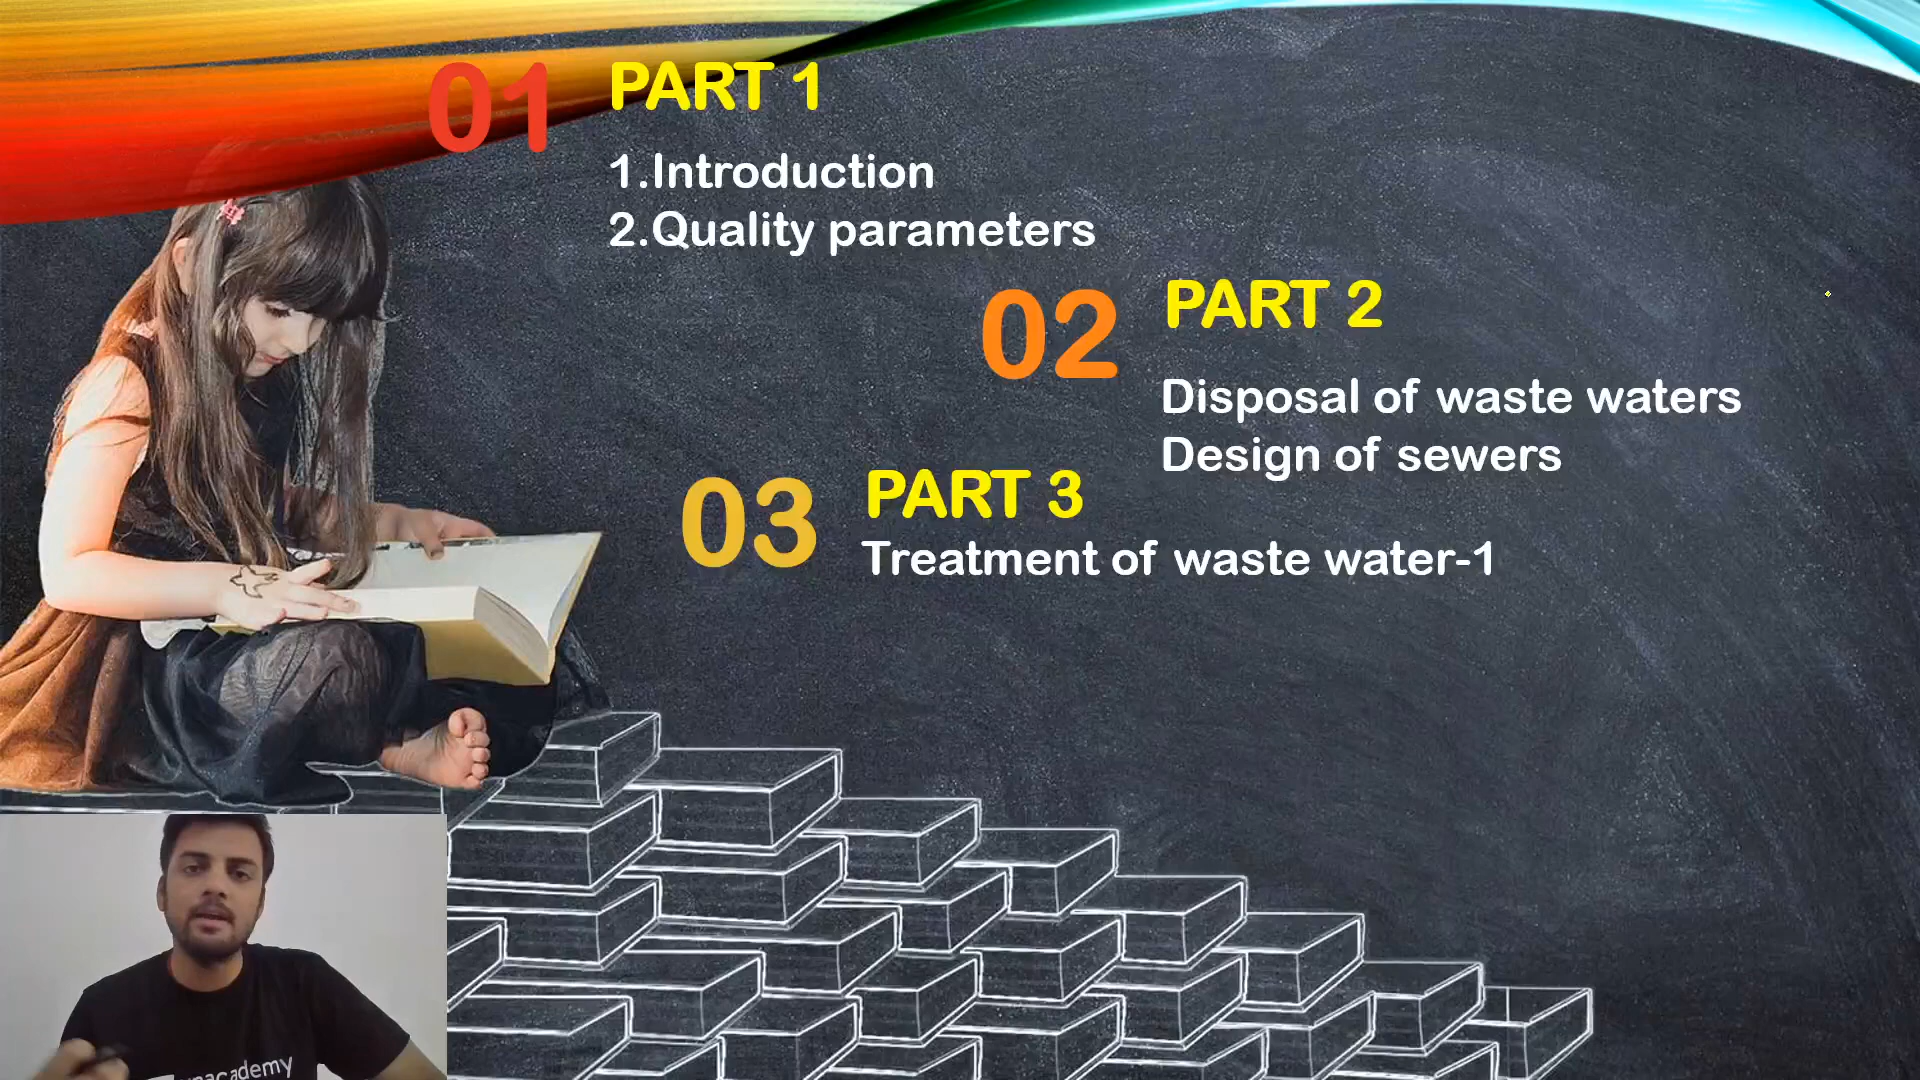 01
PART 1
1.Introduction
2.Quality parameters
02
PART 2
Disposal of waste waters
Design of sewers
03
PART 3
Treatment of waste water-1